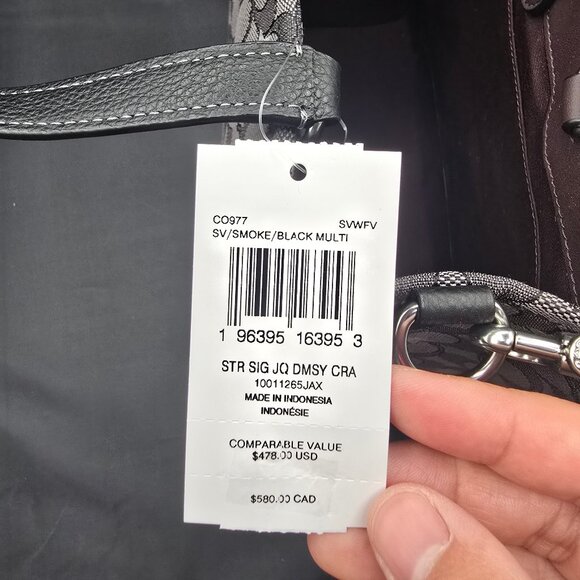 CO977 SVWFV
SV/SMOKE/BLACK MULTI
1 96395 16395 3
STR SIG JQ DMSY CRA
10011265JAX
MADE IN INDONESIA
INDONÉSIE
COMPARABLE VALUE
$478.00 USD
$580.00 CAD